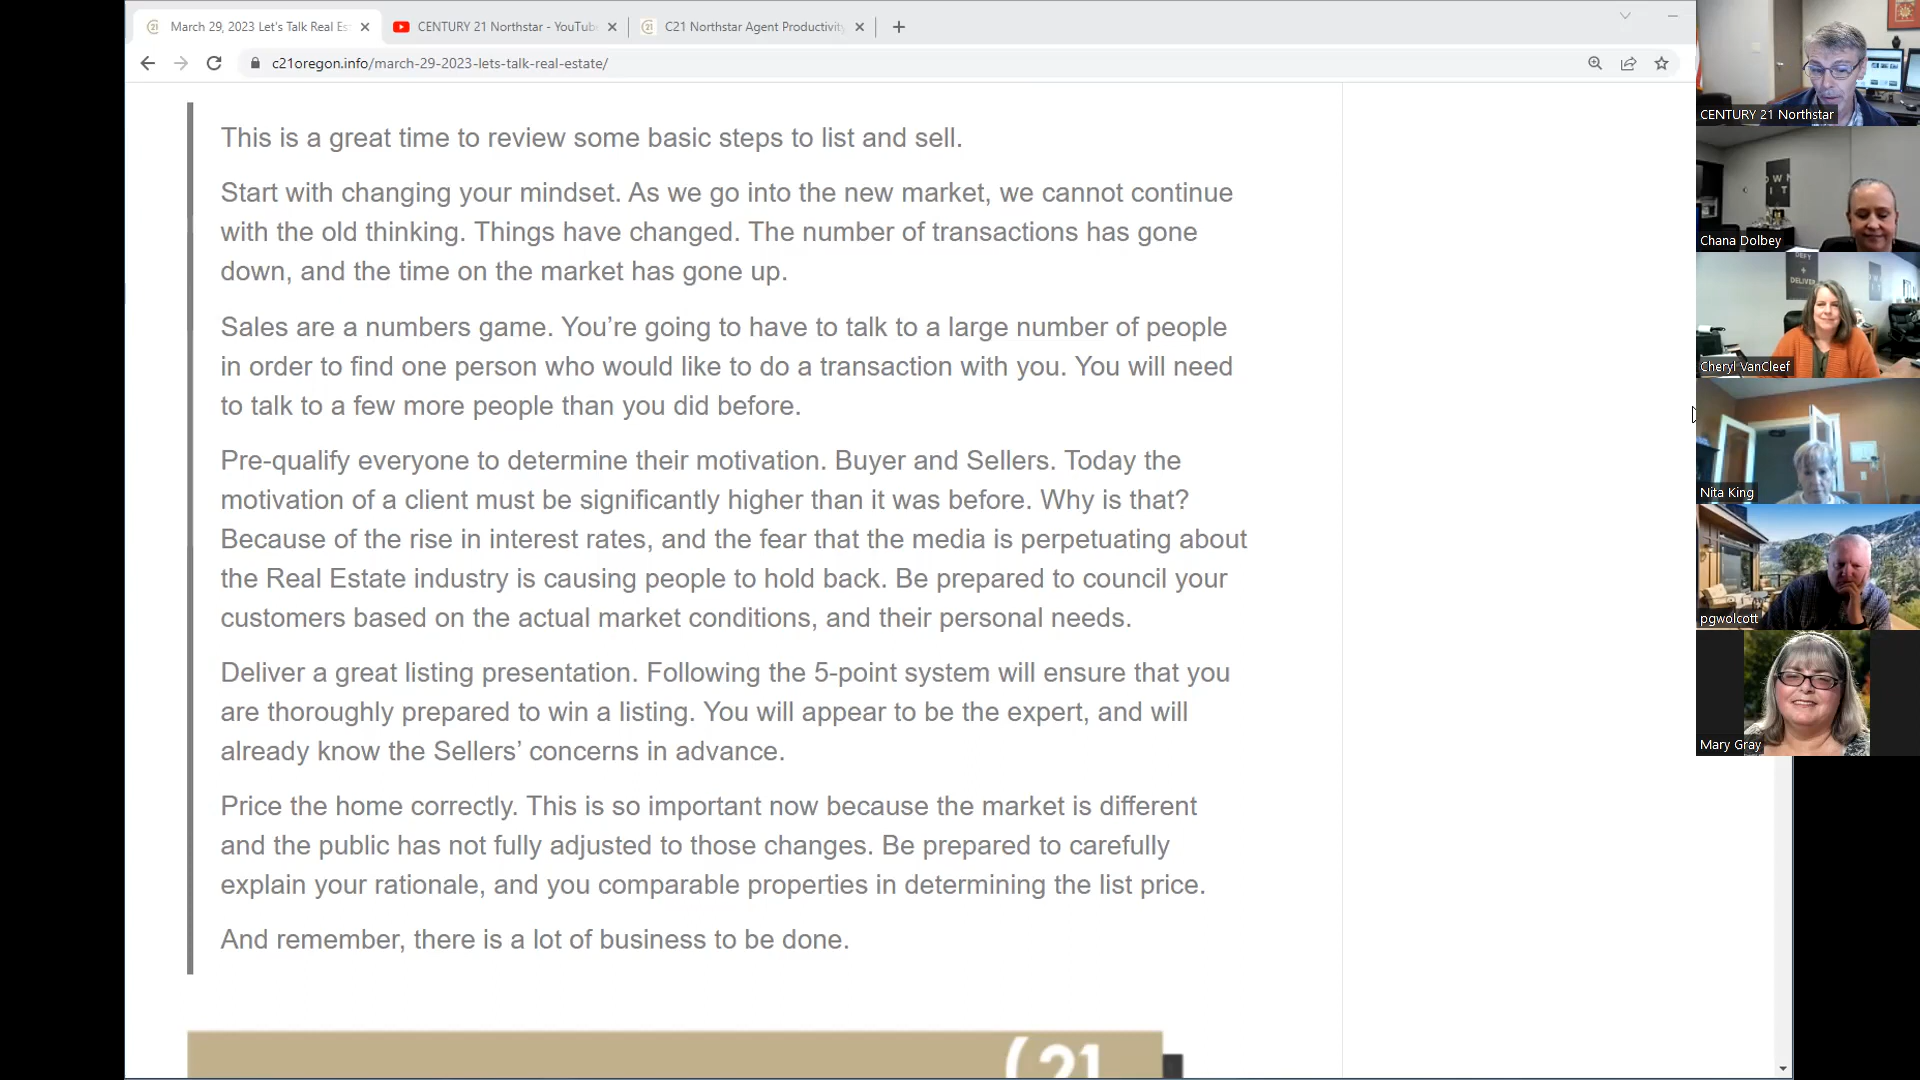 March 29, 2023 Let's Talk Real Es
CENTURY 21 Northstar - YouTube
C21 Northstar Agent Productivity
c21oregon.info/march-29-2023-lets-talk-real-estate/
This is a great time to review some basic steps to list and sell.
Start with changing your mindset. As we go into the new market, we cannot continue
with the old thinking. Things have changed. The number of transactions has gone
down, and the time on the market has gone up.
Sales are a numbers game. You’re going to have to talk to a large number of people
in order to find one person who would like to do a transaction with you. You will need
to talk to a few more people than you did before.
Pre-qualify everyone to determine their motivation. Buyer and Sellers. Today the
motivation of a client must be significantly higher than it was before. Why is that?
Because of the rise in interest rates, and the fear that the media is perpetuating about
the Real Estate industry is causing people to hold back. Be prepared to council your
customers based on the actual market conditions, and their personal needs.
Deliver a great listing presentation. Following the 5-point system will ensure that you
are thoroughly prepared to win a listing. You will appear to be the expert, and will
already know the Sellers’ concerns in advance.
Price the home correctly. This is so important now because the market is different
and the public has not fully adjusted to those changes. Be prepared to carefully
explain your rationale, and you comparable properties in determining the list price.
And remember, there is a lot of business to be done.
21
CENTURY 21 Northstar
Chana Dolbey
DEFY
+
DELIVER
Cheryl VanCleef
Nita King
pgwolcott
Mary Gray